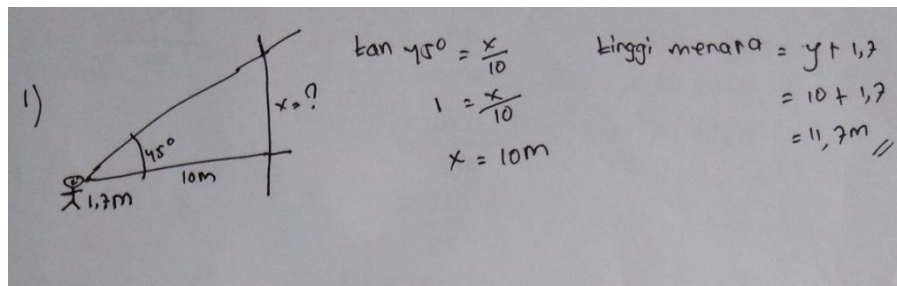 1)
x = ?
45°
10m
1,7m
tan 45° = x/10
1 = x/10
x = 10m
tinggi menara = y + 1,7
= 10 + 1,7
= 11,7m //